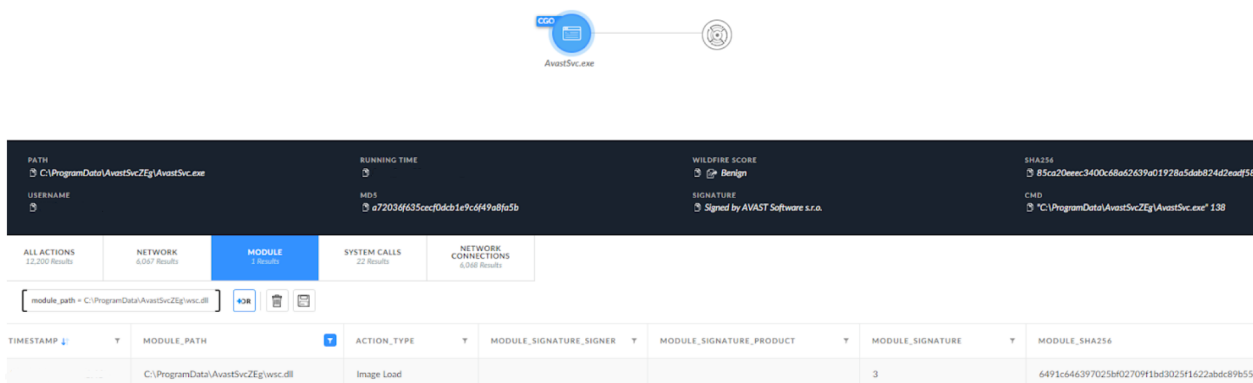 CGO
AvastSvc.exe
PATH
C:\ProgramData\AvastSvcZEg\AvastSvc.exe
RUNNING TIME
WILDFIRE SCORE
Benign
SHA256
85ca20eeec3400c68a62639a01928a5dab824d2eadf58
USERNAME
MD5
a72036f635cecf0dcb1e9c6f49a8fa5b
SIGNATURE
Signed by AVAST Software s.r.o.
CMD
"C:\ProgramData\AvastSvcZEg\AvastSvc.exe" 138
ALL ACTIONS
12,200 Results
NETWORK
6,067 Results
MODULE
1 Results
SYSTEM CALLS
22 Results
NETWORK
CONNECTIONS
6,068 Results
module_path = C:\ProgramData\AvastSvcZEg\wsc.dll
+OR
TIMESTAMP
MODULE_PATH
ACTION_TYPE
MODULE_SIGNATURE_SIGNER
MODULE_SIGNATURE_PRODUCT
MODULE_SIGNATURE
MODULE_SHA256
C:\ProgramData\AvastSvcZEg\wsc.dll
Image Load
3
6491c646397025bf02709f1bd3025f1622abdc89b55